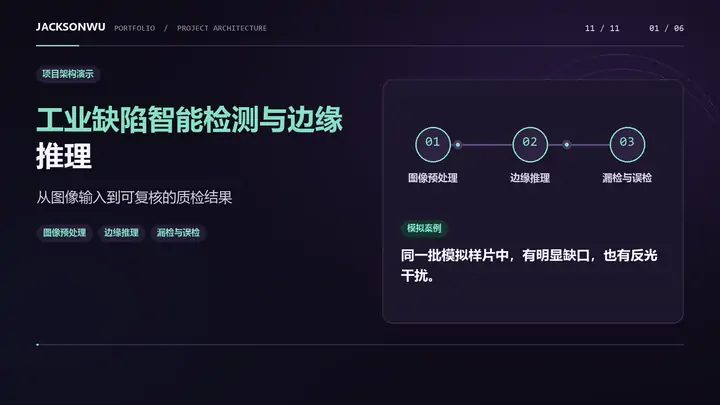 JACKSONWU PORTFOLIO / PROJECT ARCHITECTURE
11 / 11 01 / 06
项目架构演示
工业缺陷智能检测与边缘
推理
从图像输入到可复核的质检结果
图像预处理 边缘推理 漏检与误检
01 02 03
图像预处理 边缘推理 漏检与误检
模拟案例
同一批模拟样片中，有明显缺口，也有反光
干扰。